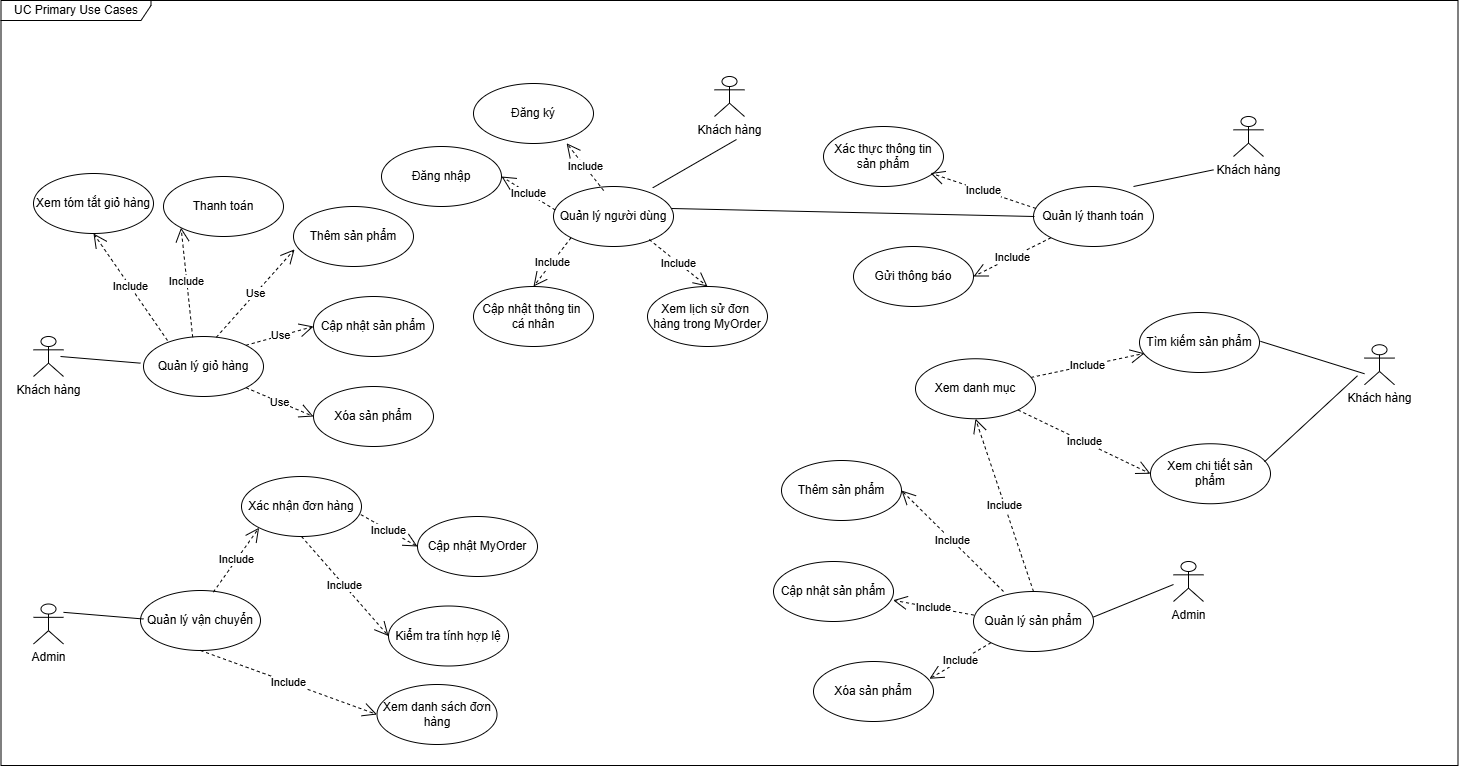 UC Primary Use Cases
Đăng ký
Khách hàng
Khách hàng
Xác thực thông tin
sản phẩm
Include
Đăng nhập
Include
Include
Xem tóm tắt giỏ hàng
Thanh toán
Thêm sản phẩm
Quản lý người dùng
Quản lý thanh toán
Include
Include
Use
Include
Include
Include
Gửi thông báo
Cập nhật thông tin
cá nhân
Xem lịch sử đơn
hàng trong MyOrder
Cập nhật sản phẩm
Use
Khách hàng
Quản lý giỏ hàng
Use
Xóa sản phẩm
Tìm kiếm sản phẩm
Include
Xem danh mục
Khách hàng
Include
Xem chi tiết sản
phẩm
Thêm sản phẩm
Include
Include
Xác nhận đơn hàng
Include
Cập nhật MyOrder
Include
Include
Quản lý vận chuyển
Admin
Kiểm tra tính hợp lệ
Include
Xem danh sách đơn
hàng
Cập nhật sản phẩm
Include
Quản lý sản phẩm
Admin
Include
Xóa sản phẩm